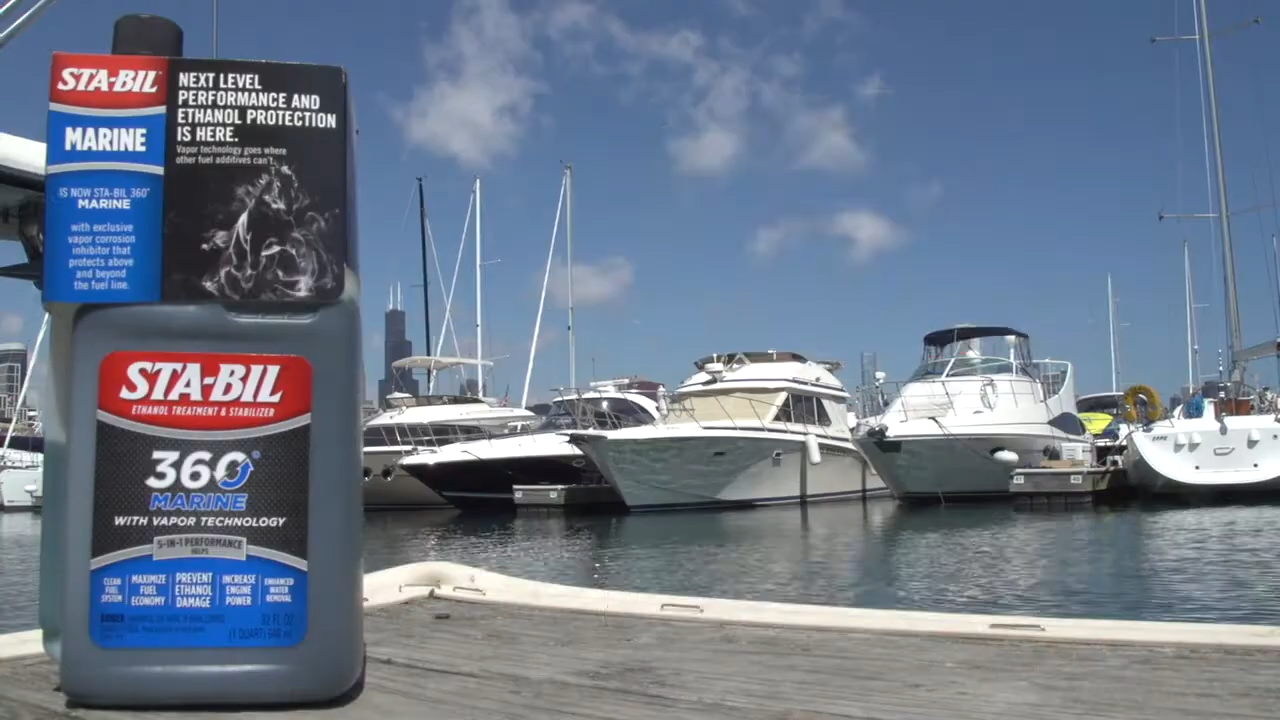 STA-BIL
MARINE
IS NOW STA-BIL 360°
MARINE
with exclusive
vapor corrosion
inhibitor that
protects above
and beyond
the fuel line.
NEXT LEVEL
PERFORMANCE AND
ETHANOL PROTECTION
IS HERE.
Vapor technology goes where
other fuel additives can't.
STA-BIL
ETHANOL TREATMENT & STABILIZER
360°
MARINE
WITH VAPOR TECHNOLOGY
5-IN-1 PERFORMANCE
HELPS
CLEAN
FUEL
SYSTEM
MAXIMIZE
FUEL
ECONOMY
PREVENT
ETHANOL
DAMAGE
INCREASE
ENGINE
POWER
ENHANCED
WATER
REMOVAL
DANGER
32 FL OZ
(1 QUART) 946 ml